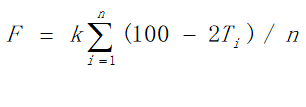 F = k∑_{i=1}^{n} (100 − 2T_i) / n